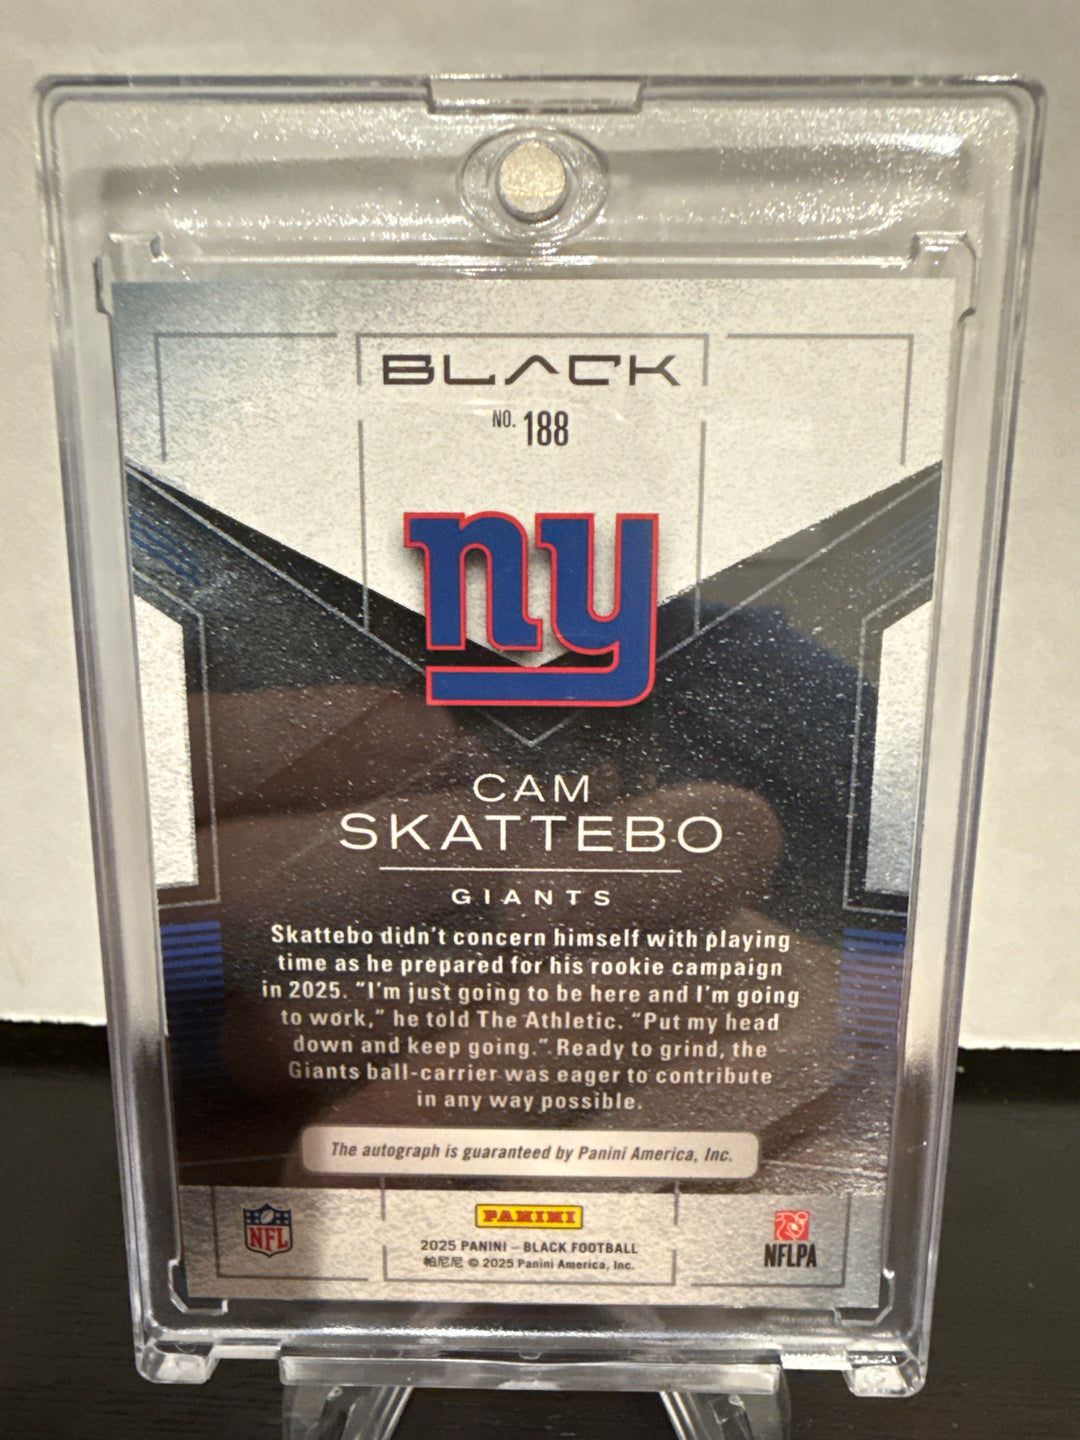 BLACK
NO. 188
ny
CAM
SKATTEBO
GIANTS
Skattebo didn't concern himself with playing
time as he prepared for his rookie campaign
in 2025. “I'm just going to be here and I'm going
to work,” he told The Athletic. “Put my head
down and keep going.” Ready to grind, the
Giants ball-carrier was eager to contribute
in any way possible.
The autograph is guaranteed by Panini America, Inc.
NFL
PANINI
2025 PANINI – BLACK FOOTBALL
帕尼尼 © 2025 Panini America, Inc.
NFLPA